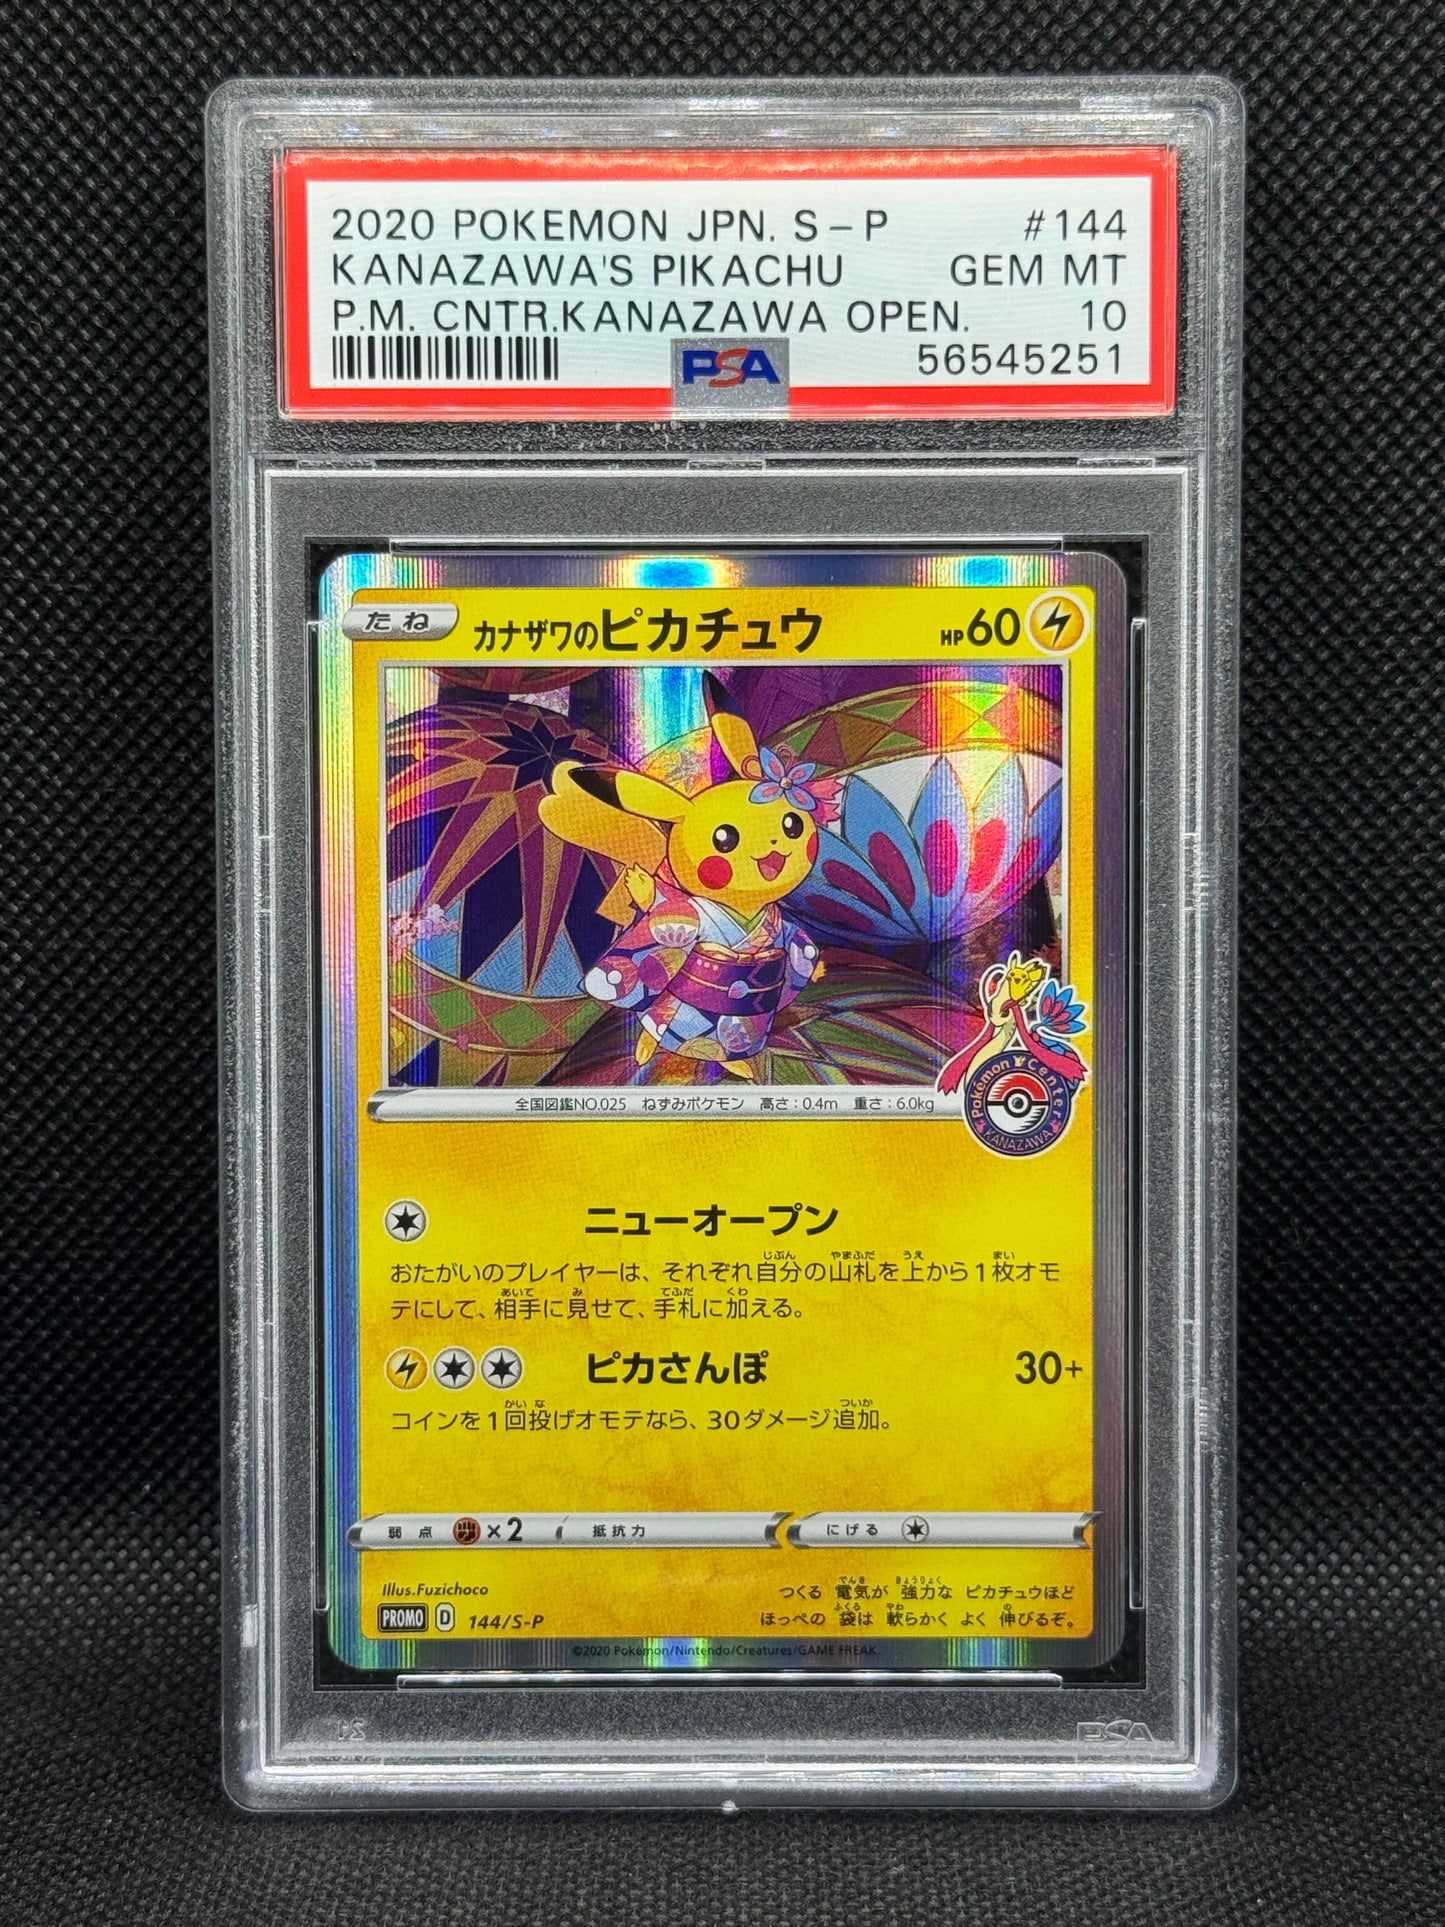 2020 POKEMON JPN. S-P #144
KANAZAWA'S PIKACHU GEM MT
P.M. CNTR.KANAZAWA OPEN. 10
PSA 56545251
たね カナザワのピカチュウ HP60
全国図鑑NO.025 ねずみポケモン 高さ:0.4m 重さ:6.0kg
Pokémon Center
KANAZAWA
ニューオープン
おたがいのプレイヤーは、それぞれ自分の山札を上から1枚オモ
テにして、相手に見せて、手札に加える。
ピカさんぽ 30+
コインを1回投げオモテなら、30ダメージ追加。
弱点 ×2 抵抗力 にげる
Illus.Fuzichoco
つくる 電気が 強力な ピカチュウほど
ほっぺの 袋は 軟らかく よく 伸びるぞ。
PROMO D 144/S-P
©2020 Pokémon/Nintendo/Creatures/GAME FREAK.
PSA